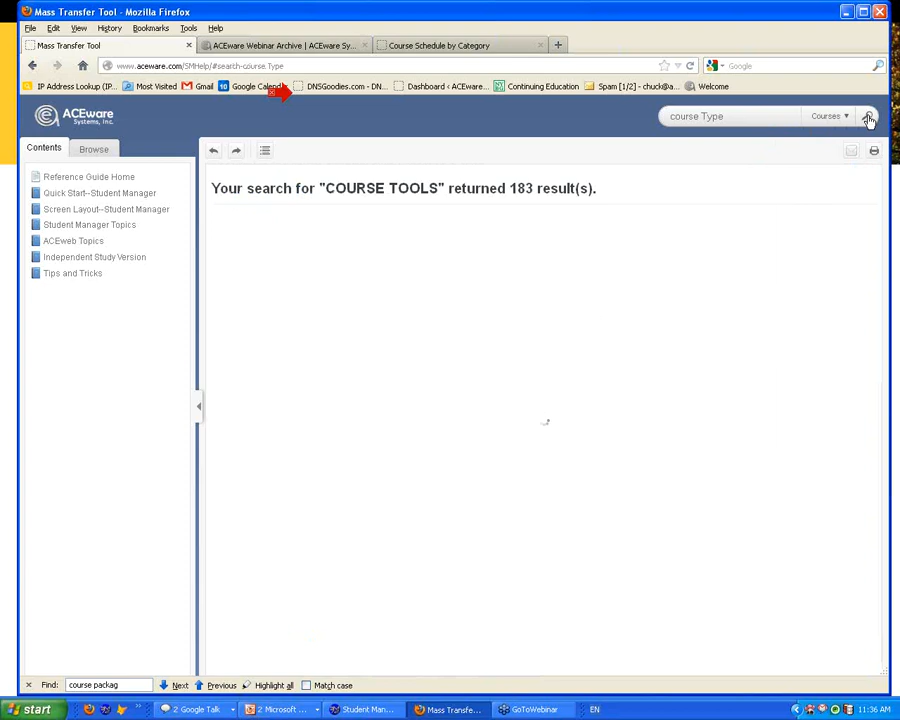 Mass Transfer Tool - Mozilla Firefox
File Edit View History Bookmarks Tools Help
Mass Transfer Tool ACEware Webinar Archive | ACEware Sy... Course Schedule by Category
www.aceware.com/SMHelp/#search-course.Type Google
IP Address Lookup (IP... Most Visited Gmail 10 Google Calend DNSGoodies.com - DN... Dashboard ‹ ACEware... Continuing Education Spam [1/2] - chuck@a... Welcome
ACEware Systems, Inc. course Type Courses
Contents Browse
Reference Guide Home
Quick Start--Student Manager
Screen Layout--Student Manager
Student Manager Topics
ACEweb Topics
Independent Study Version
Tips and Tricks
Your search for "COURSE TOOLS" returned 183 result(s).
Find: course packag Next Previous Highlight all Match case
start 2 Google Talk 2 Microsoft ... Student Man... Mass Transfe... GoToWebinar EN 11:36 AM